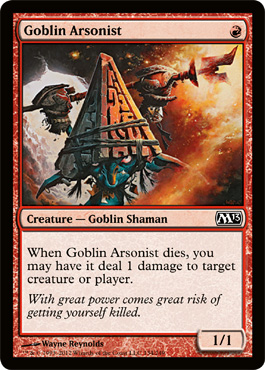 Goblin Arsonist
Creature — Goblin Shaman
M13
When Goblin Arsonist dies, you
may have it deal 1 damage to target
creature or player.
With great power comes great risk of
getting yourself killed.
Wayne Reynolds
1/1